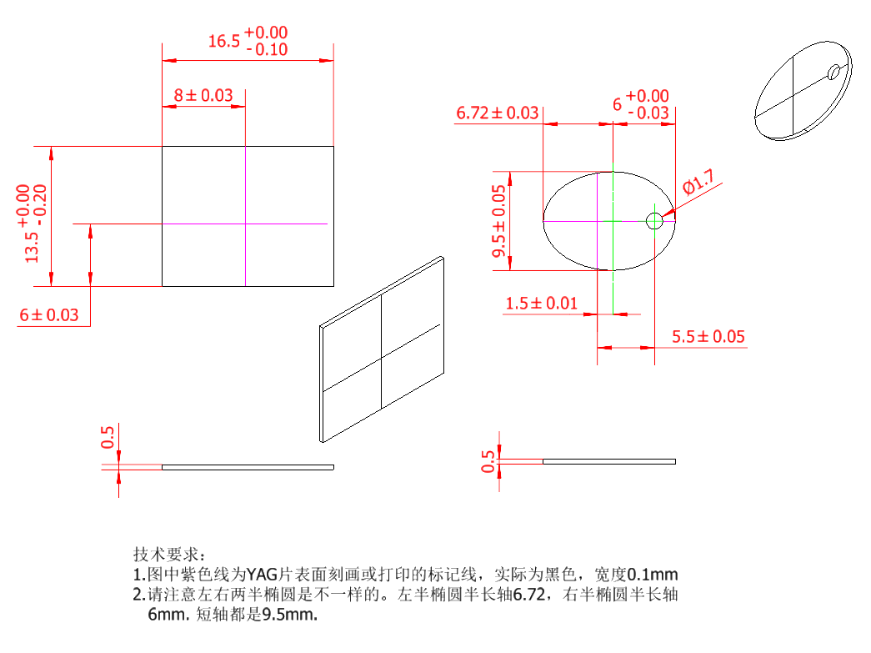 16.5 +0.00
-0.10
8±0.03
13.5 +0.00
-0.20
6±0.03
0.5
6.72±0.03
6 +0.00
-0.03
Ø1.7
9.5±0.05
1.5±0.01
5.5±0.05
0.5
技术要求：
1.图中紫色线为YAG片表面刻画或打印的标记线，实际为黑色，宽度0.1mm
2.请注意左右两半椭圆是不一样的。左半椭圆半长轴6.72，右半椭圆半长轴
6mm. 短轴都是9.5mm.